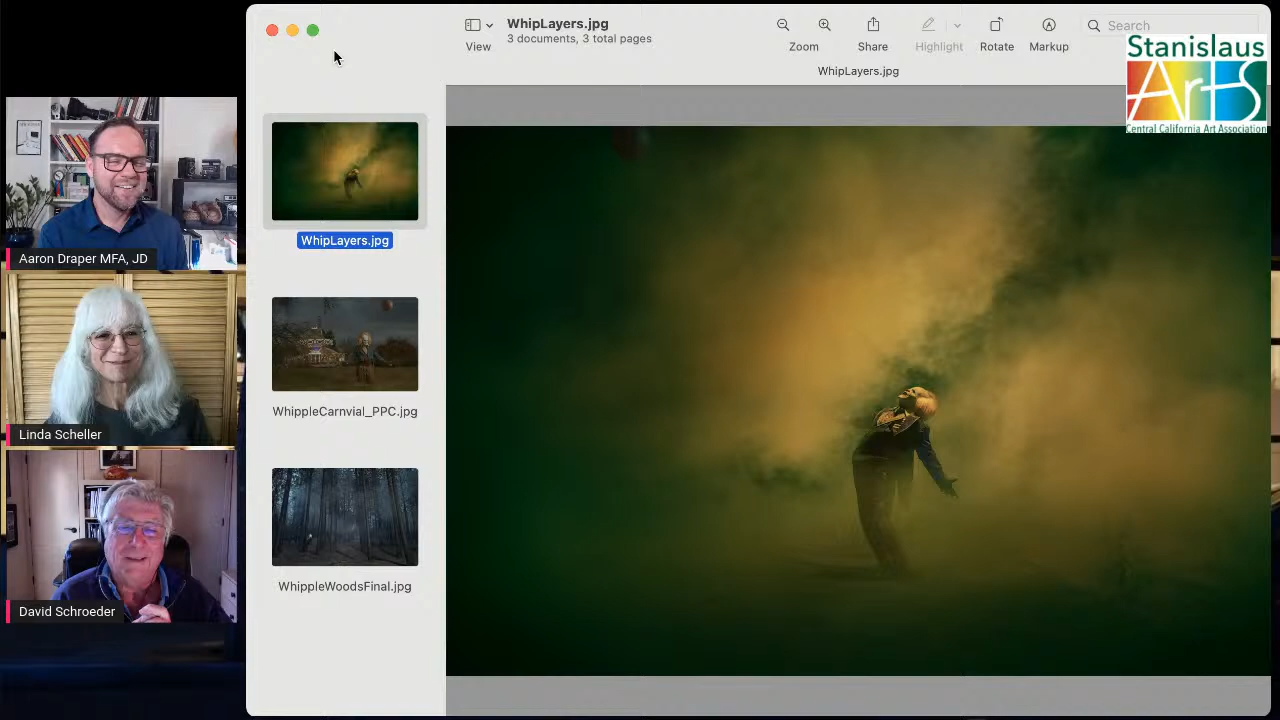 WhipLayers.jpg
3 documents, 3 total pages
View
Zoom
Share
Highlight
Rotate
Markup
Search
WhipLayers.jpg
Stanislaus
ArtS
Central California Art Association
WhipLayers.jpg
WhippleCarnvial_PPC.jpg
WhippleWoodsFinal.jpg
Aaron Draper MFA, JD
Linda Scheller
David Schroeder